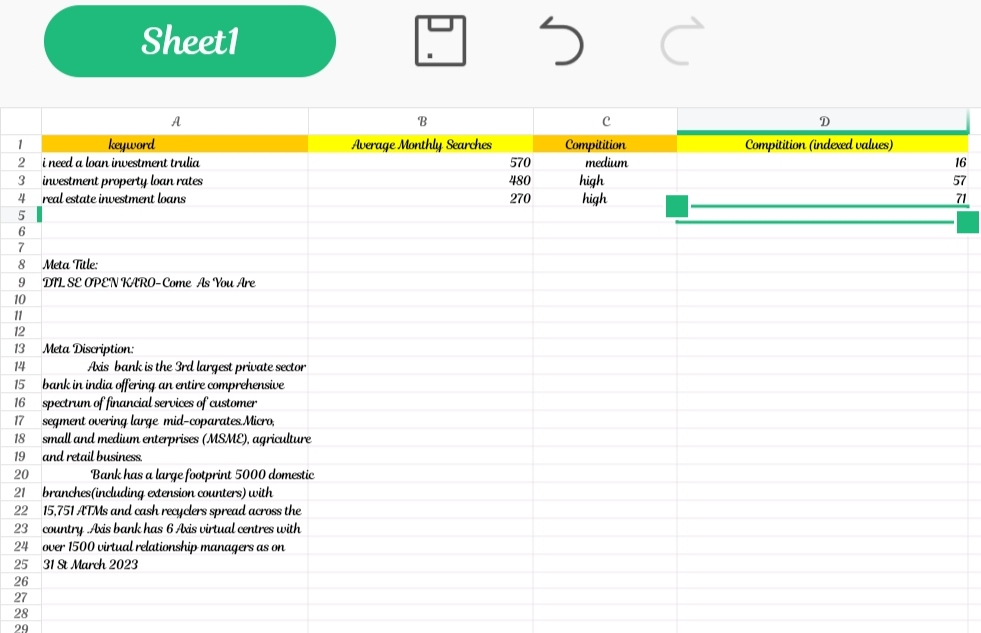 Sheet1
A B C D
1 keyword Average Monthly Searches Compitition Compitition (indexed values)
2 i need a loan investment trulia 570 medium 16
3 investment property loan rates 480 high 57
4 real estate investment loans 270 high 71
5
6
7
8 Meta Title:
9 DIL SE OPEN KARO-Come As You Are
10
11
12
13 Meta Discription:
14 Axis bank is the 3rd largest private sector
15 bank in india offering an entire comprehensive
16 spectrum of financial services of customer
17 segment overing large mid-coparates.Micro,
18 small and medium enterprises (MSME), agriculture
19 and retail business.
20 Bank has a large footprint 5000 domestic
21 branches(including extension counters) with
22 15,751 ATMs and cash recyclers spread across the
23 country .Axis bank has 6 Axis virtual centres with
24 over 1500 virtual relationship managers as on
25 31 St March 2023
26
27
28
29